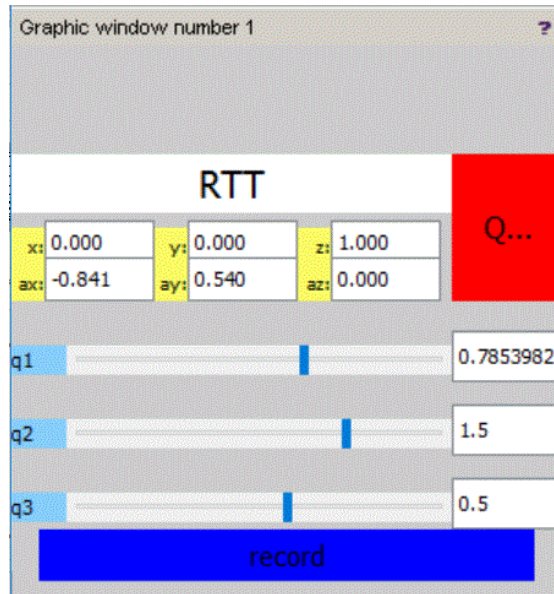 Graphic window number 1 ?
RTT
Q...
x: 0.000 y: 0.000 z: 1.000
ax: -0.841 ay: 0.540 az: 0.000
q1 0.7853982
q2 1.5
q3 0.5
record